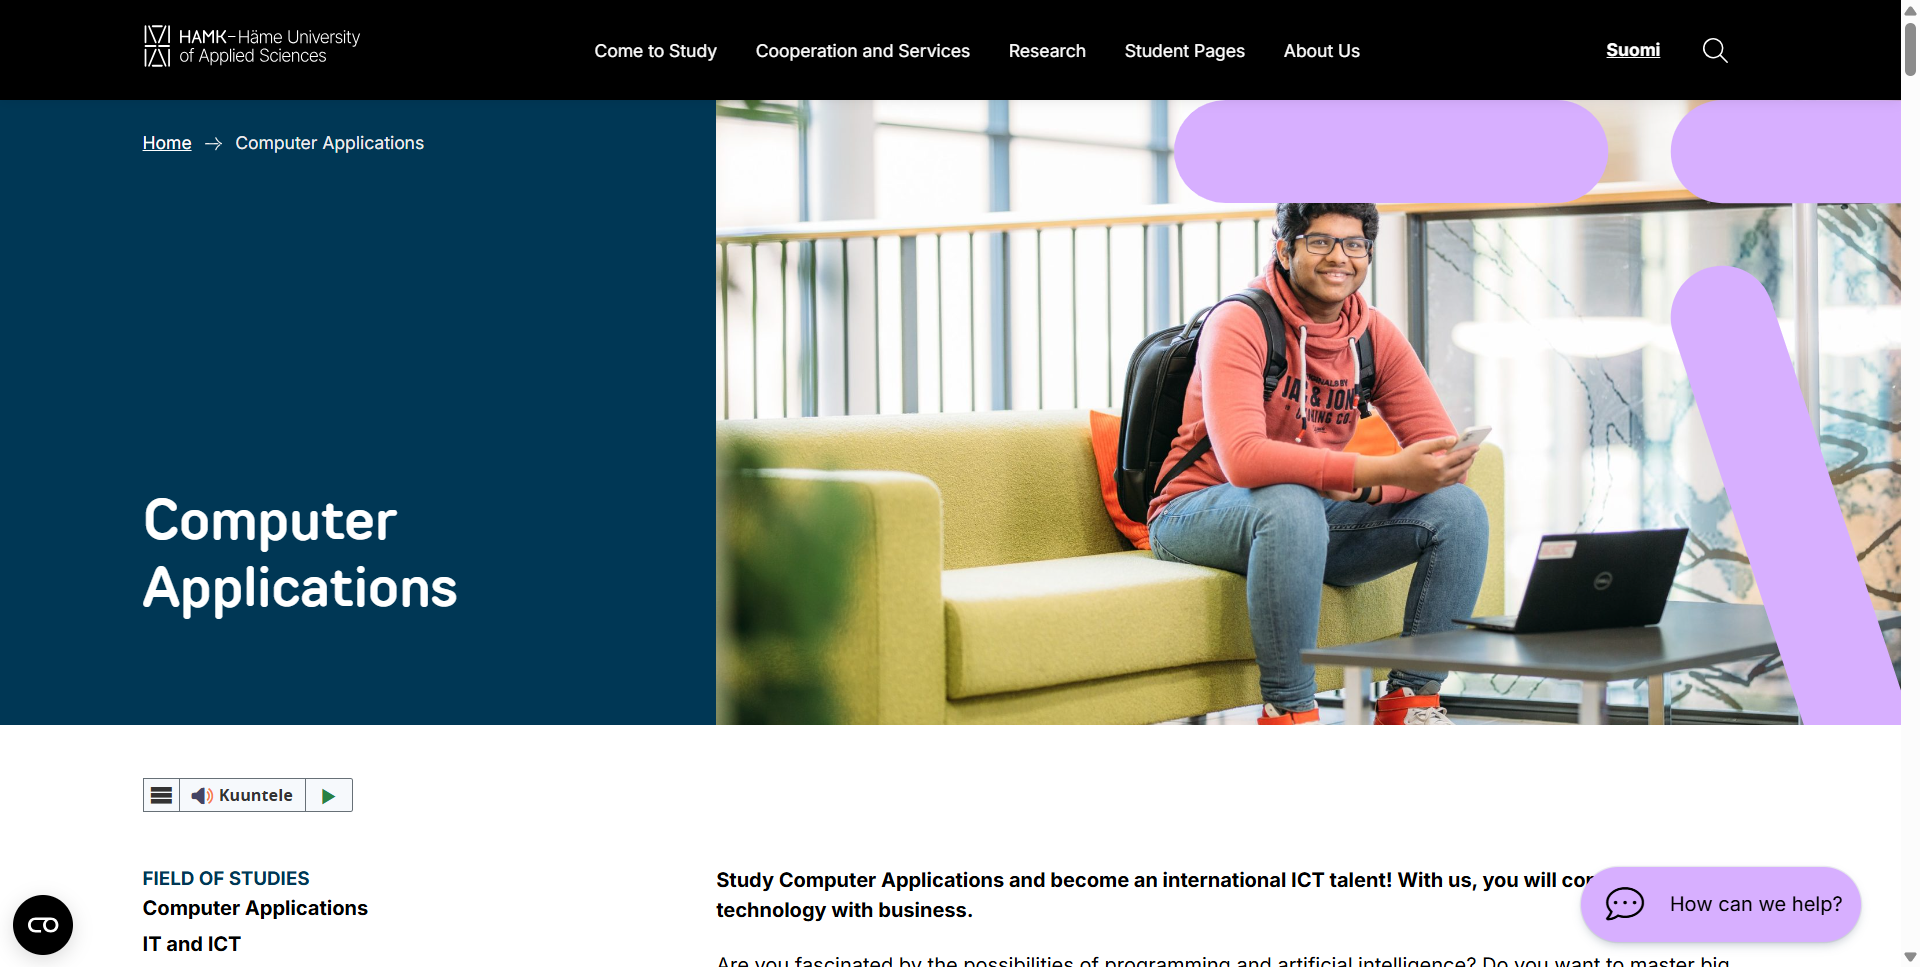 HAMK–Häme University
of Applied Sciences
Come to Study
Cooperation and Services
Research
Student Pages
About Us
Suomi
Home → Computer Applications
Computer
Applications
JACK & JONES
DELL
Kuuntele
FIELD OF STUDIES
Computer Applications
IT and ICT
Study Computer Applications and become an international ICT talent! With us, you will
technology with business.
Are you fascinated by the possibilities of programming and artificial intelligence? Do you want to master big
How can we help?